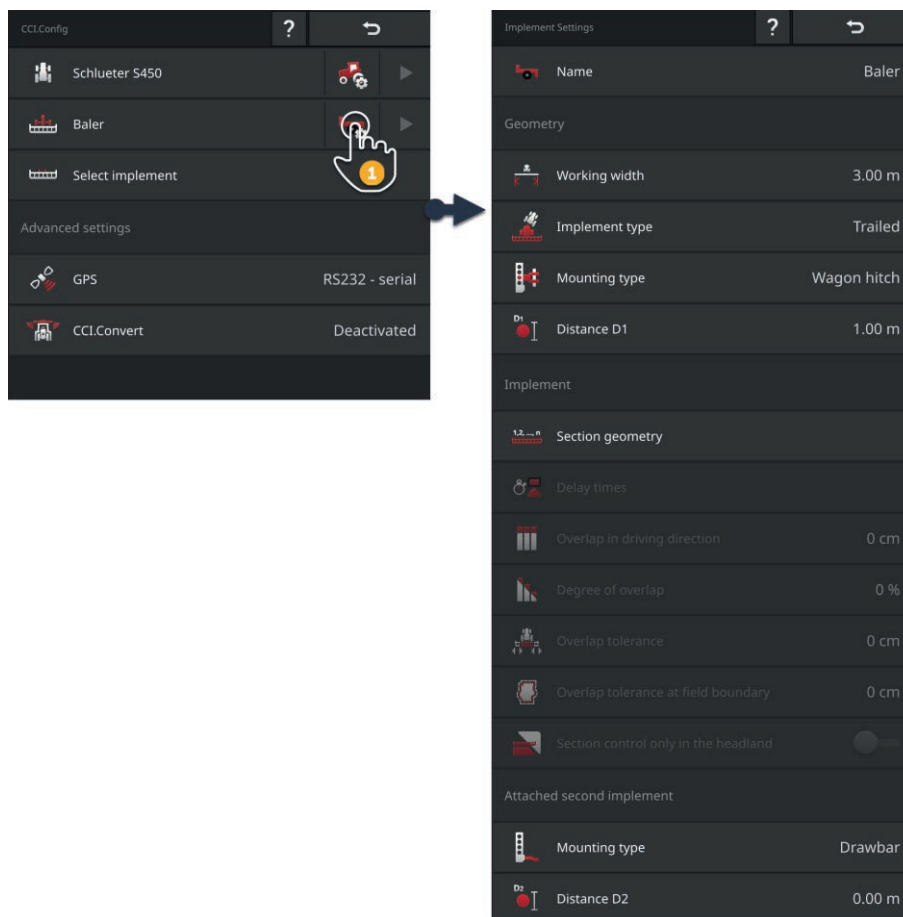 CCI.Config
?
Schlueter S450
Baler
1
Select implement
Advanced settings
GPS RS232 - serial
CCI.Convert Deactivated
Implement Settings
?
Name Baler
Geometry
Working width 3.00 m
Implement type Trailed
Mounting type Wagon hitch
D1 Distance D1 1.00 m
Implement
1,2,...n Section geometry
Delay times
Overlap in driving direction 0 cm
Degree of overlap 0 %
Overlap tolerance 0 cm
Overlap tolerance at field boundary 0 cm
Section control only in the headland
Attached second implement
Mounting type Drawbar
D2 Distance D2 0.00 m